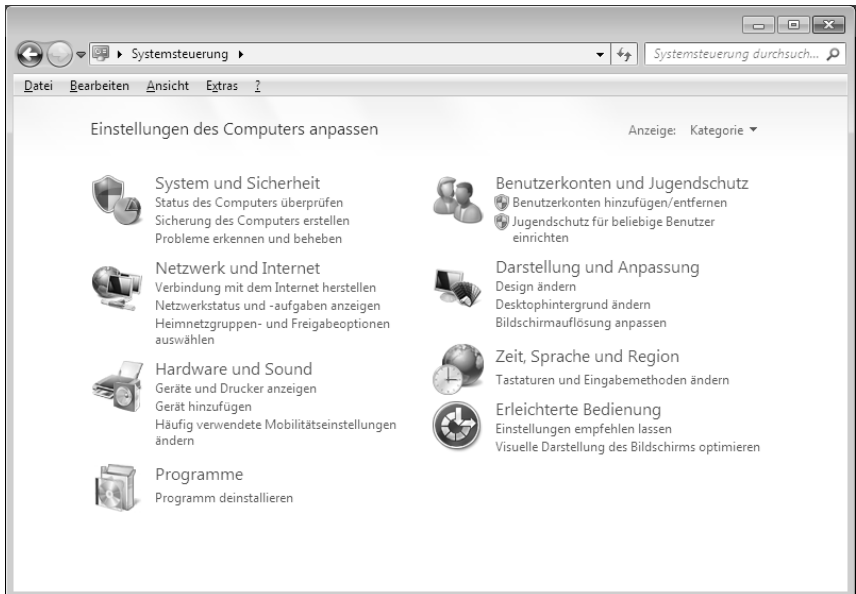 Systemsteuerung
Systemsteuerung durchsuch...
Datei Bearbeiten Ansicht Extras ?
Einstellungen des Computers anpassen
Anzeige: Kategorie
System und Sicherheit
Status des Computers überprüfen
Sicherung des Computers erstellen
Probleme erkennen und beheben
Netzwerk und Internet
Verbindung mit dem Internet herstellen
Netzwerkstatus und -aufgaben anzeigen
Heimnetzgruppen- und Freigabeoptionen
auswählen
Hardware und Sound
Geräte und Drucker anzeigen
Gerät hinzufügen
Häufig verwendete Mobilitätseinstellungen
ändern
Programme
Programm deinstallieren
Benutzerkonten und Jugendschutz
Benutzerkonten hinzufügen/entfernen
Jugendschutz für beliebige Benutzer
einrichten
Darstellung und Anpassung
Design ändern
Desktophintergrund ändern
Bildschirmauflösung anpassen
Zeit, Sprache und Region
Tastaturen und Eingabemethoden ändern
Erleichterte Bedienung
Einstellungen empfehlen lassen
Visuelle Darstellung des Bildschirms optimieren